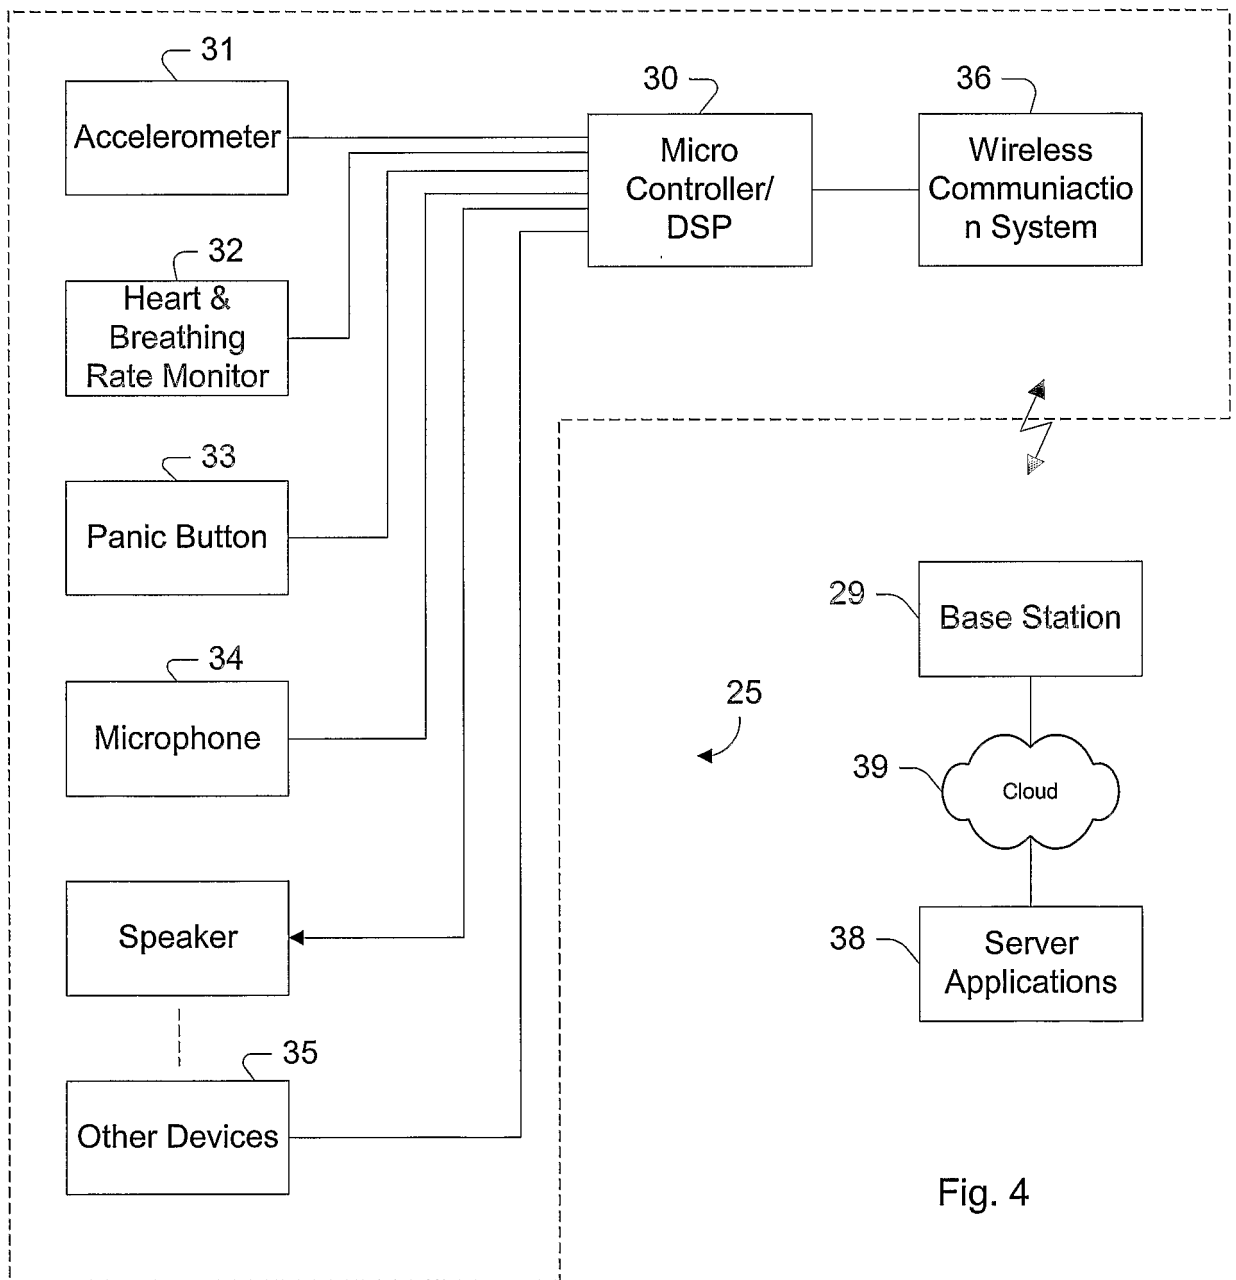 31
Accelerometer
30
Micro
Controller/
DSP
36
Wireless
Communiactio
n System
32
Heart &
Breathing
Rate Monitor
33
Panic Button
29
Base Station
34
Microphone
25
39
Cloud
Speaker
38
Server
Applications
35
Other Devices
Fig. 4